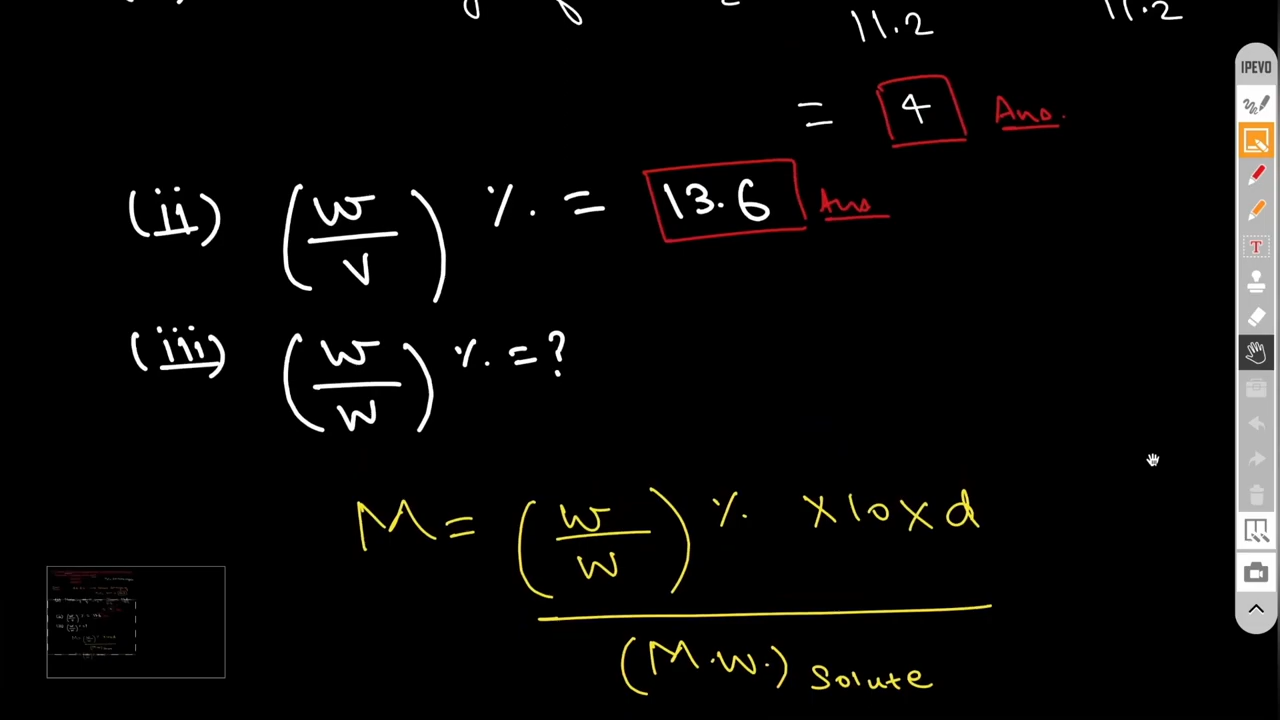 11.2 11.2
= 4 Ans.
(ii) (w/v) %. = 13.6 Ans
(iii) (w/w) %. = ?
M = (w/w) %. x 10 x d
(M.W.) solute
IPEVO
T